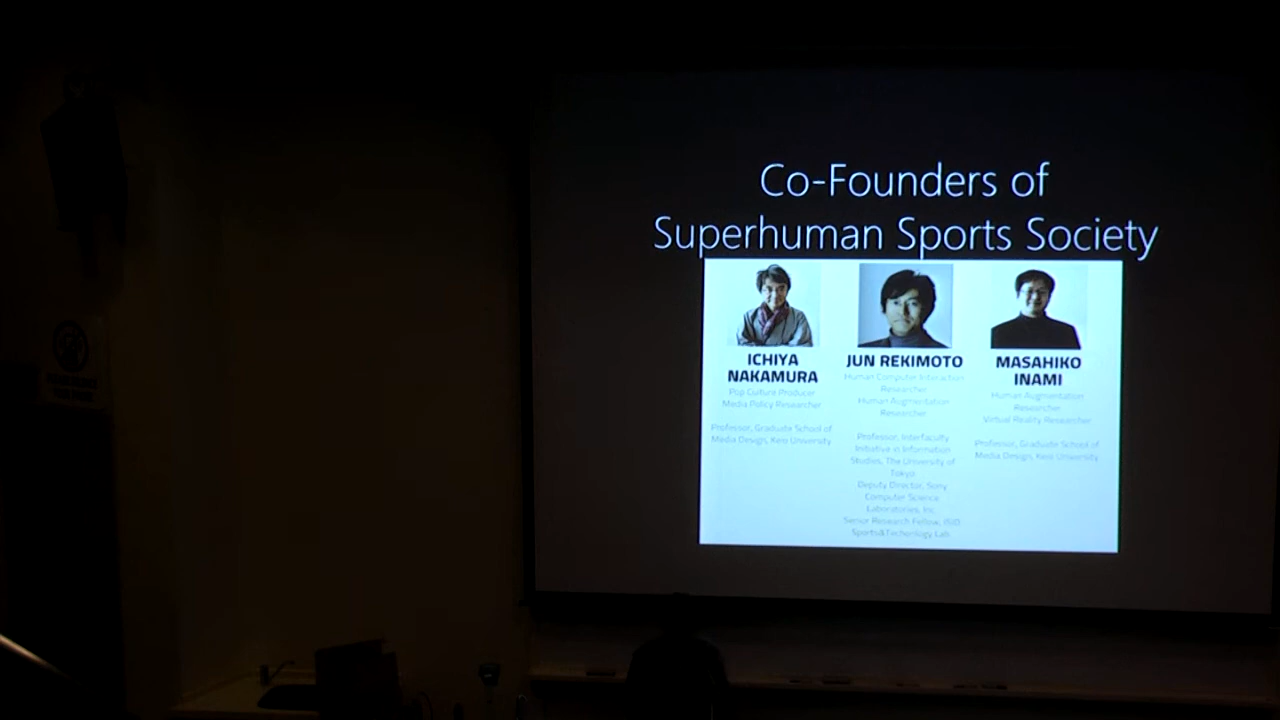 Co-Founders of
Superhuman Sports Society
ICHIYA
NAKAMURA
Pop Culture Producer
Media Policy Researcher
Professor, Graduate School of
Media Design, Keio University
JUN REKIMOTO
Human Computer Interaction
Researcher
Human Augmentation
Researcher
Professor, Interfaculty
Initiative in Information
Studies, The University of
Tokyo
Deputy Director, Sony
Computer Science
Laboratories, Inc.
Senior Research Fellow, ISID
Sports&Techonlogy Lab
MASAHIKO
INAMI
Human Augmentation
Researcher
Virtual Reality Researcher
Professor, Graduate School of
Media Design, Keio University